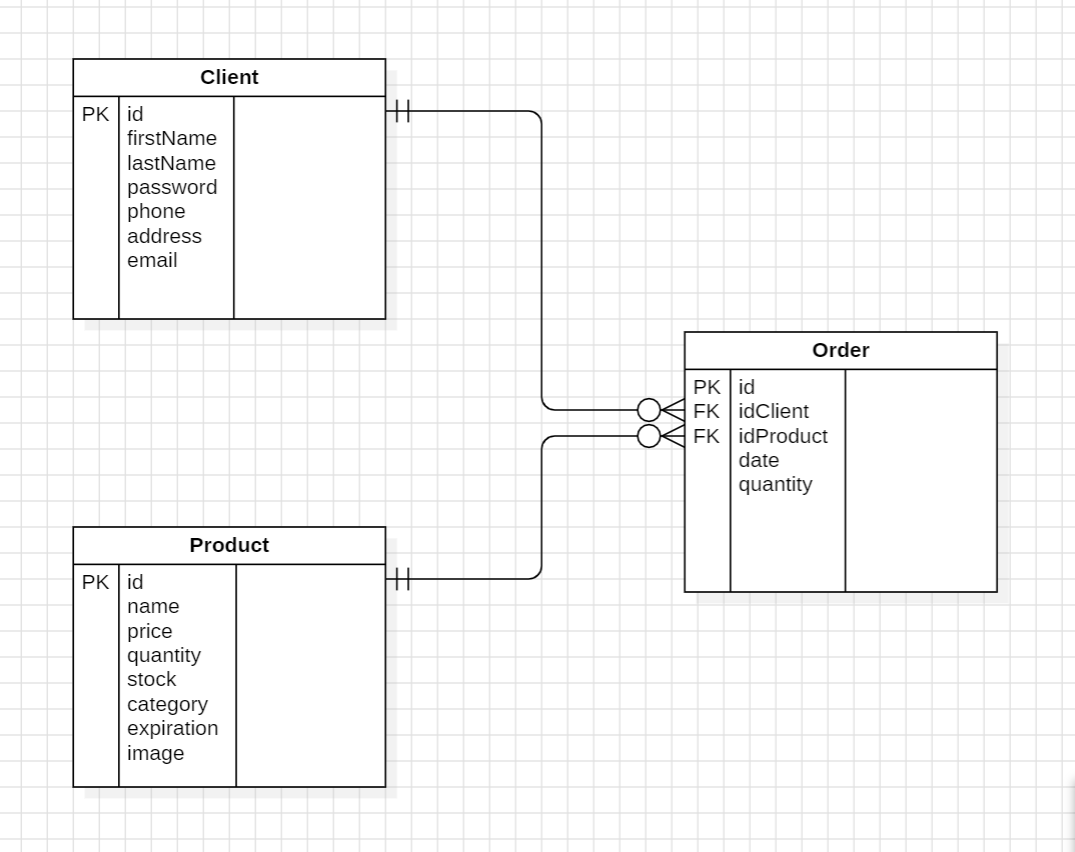 Client
PK id
firstName
lastName
password
phone
address
email
Order
PK id
FK idClient
FK idProduct
date
quantity
Product
PK id
name
price
quantity
stock
category
expiration
image